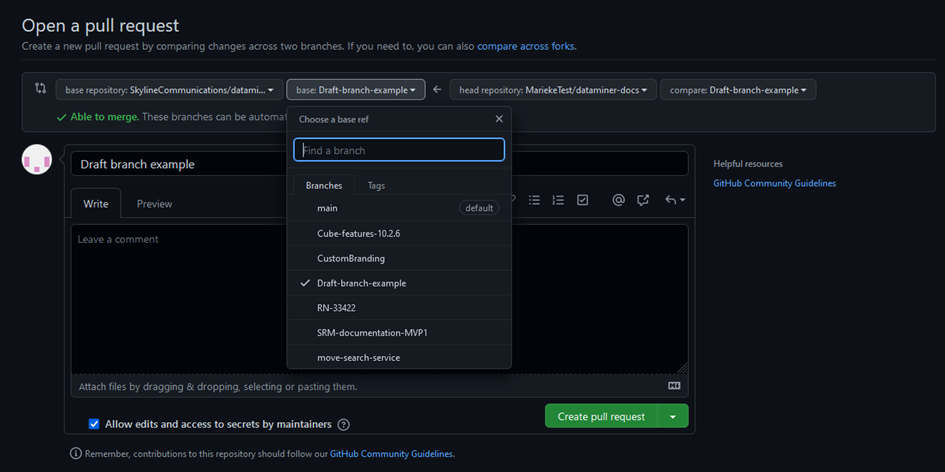 Open a pull request
Create a new pull request by comparing changes across two branches. If you need to, you can also compare across forks.
base repository: SkylineCommunications/datami... base: Draft-branch-example head repository: MariekeTest/dataminer-docs compare: Draft-branch-example
Able to merge. These branches can be automat
Choose a base ref
Find a branch
Branches Tags
main default
Cube-features-10.2.6
CustomBranding
Draft-branch-example
RN-33422
SRM-documentation-MVP1
move-search-service
Draft branch example
Write Preview
Leave a comment
Attach files by dragging & dropping, selecting or pasting them.
Allow edits and access to secrets by maintainers
Create pull request
Remember, contributions to this repository should follow our GitHub Community Guidelines.
Helpful resources
GitHub Community Guidelines